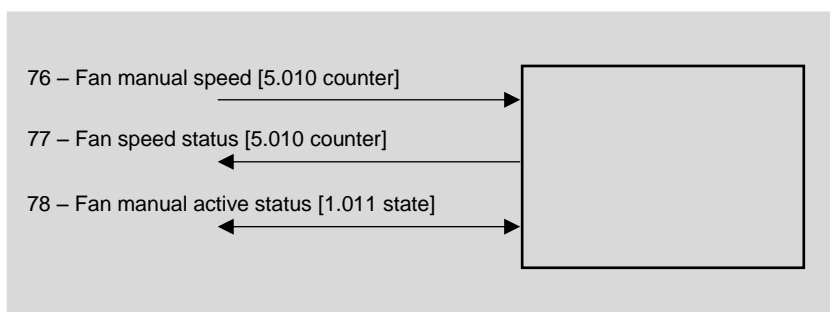 76 – Fan manual speed [5.010 counter]
77 – Fan speed status [5.010 counter]
78 – Fan manual active status [1.011 state]